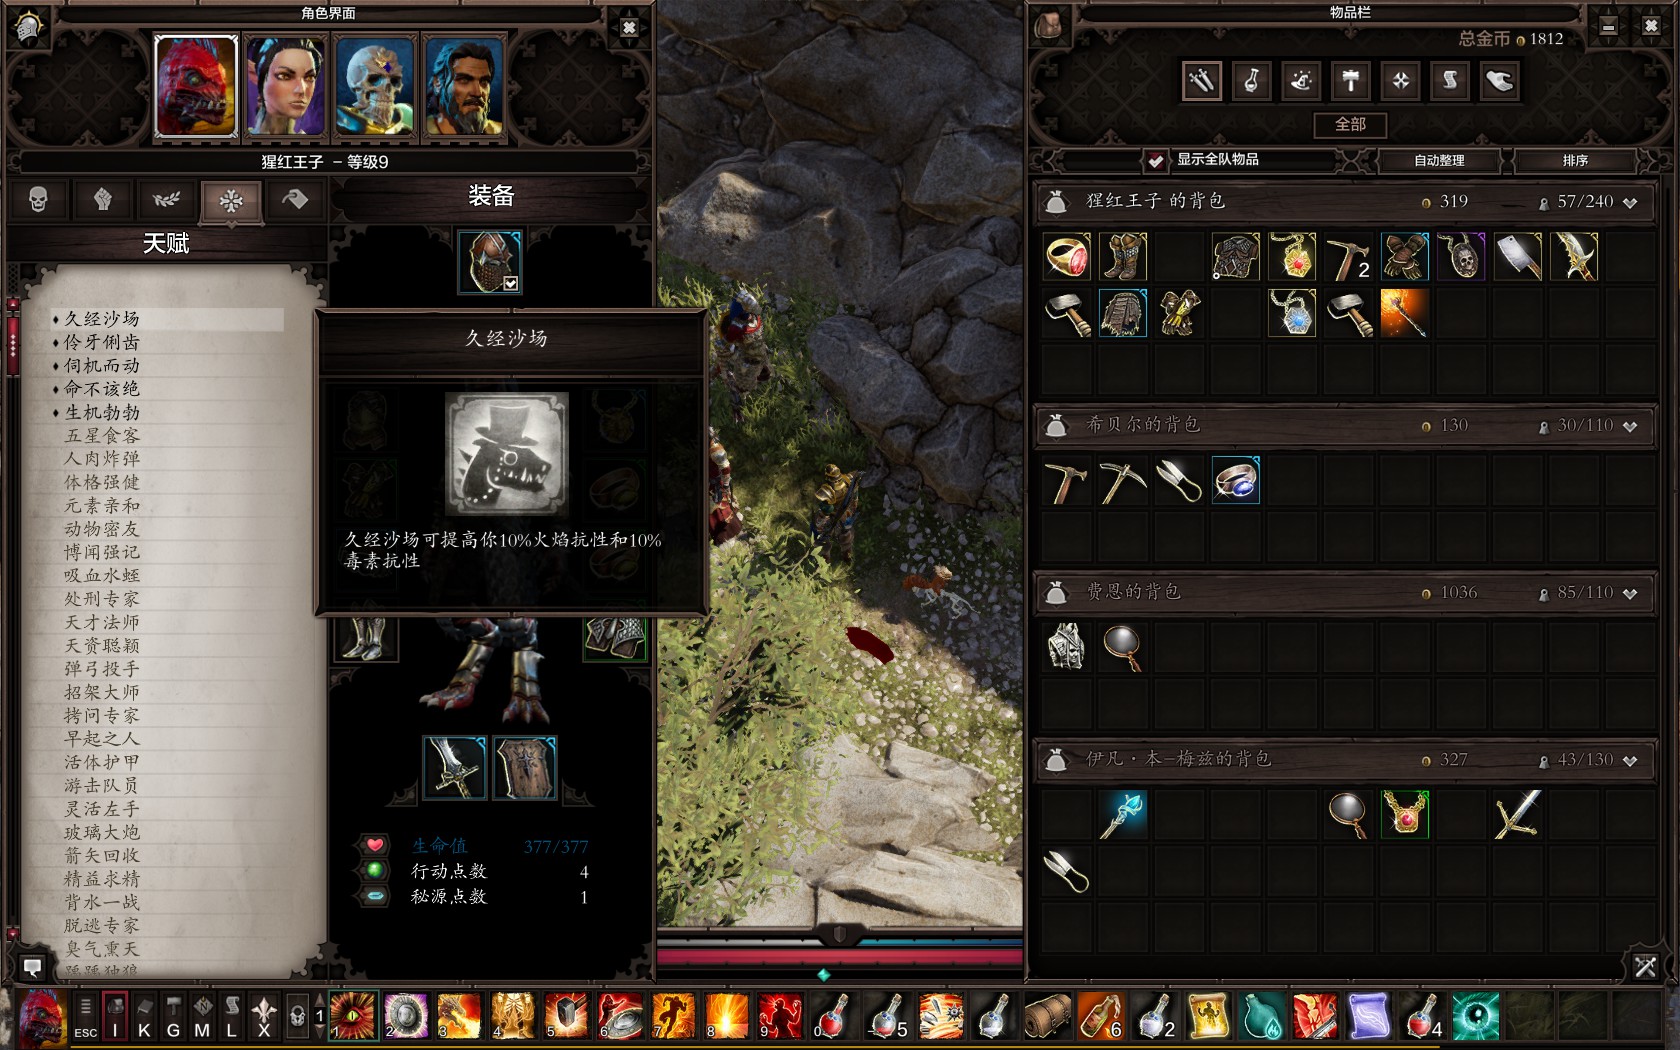 角色界面
猩红王子 - 等级9
天赋
装备
久经沙场
伶牙俐齿
伺机而动
命不该绝
生机勃勃
五星食客
人肉炸弹
体格强健
元素亲和
动物密友
博闻强记
吸血水蛭
处刑专家
天才法师
天资聪颖
弹弓投手
招架大师
拷问专家
早起之人
活体护甲
游击队员
灵活左手
玻璃大炮
箭矢回收
精益求精
背水一战
脱逃专家
臭气熏天
久经沙场
久经沙场可提高你10%火焰抗性和10%
毒素抗性
生命值 377/377
行动点数 4
秘源点数 1
物品栏
总金币 1812
全部
显示全队物品
自动整理
排序
猩红王子 的背包 319 57/240
2
希贝尔的背包 130 30/110
费恩的背包 1036 85/110
伊凡·本-梅兹的背包 327 43/130
ESC I K G M L X 1 1 2 3 4 5 6 7 8 9 0 - 5 = 6 2 4